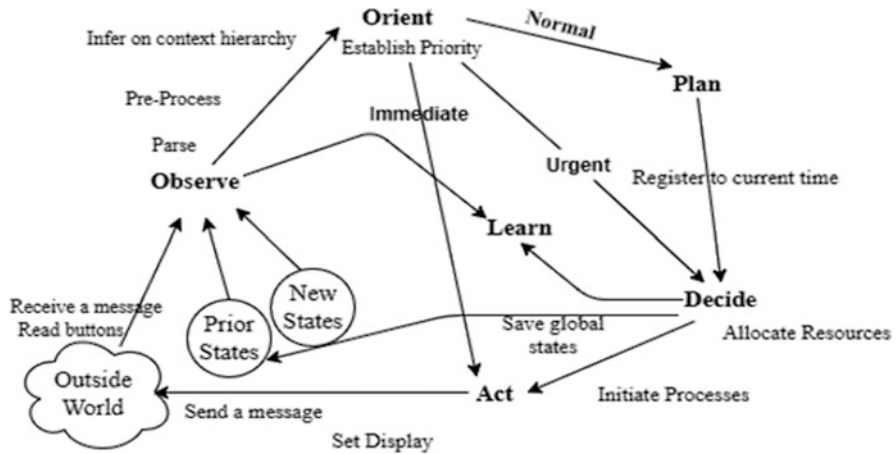 Orient
Normal
Infer on context hierarchy
Establish Priority
Plan
Pre-Process
Immediate
Parse
Urgent
Observe
Register to current time
Learn
New
States
Receive a message
Read buttons
Prior
States
Decide
Save global
states
Allocate Resources
Outside
World
Act
Initiate Processes
Send a message
Set Display